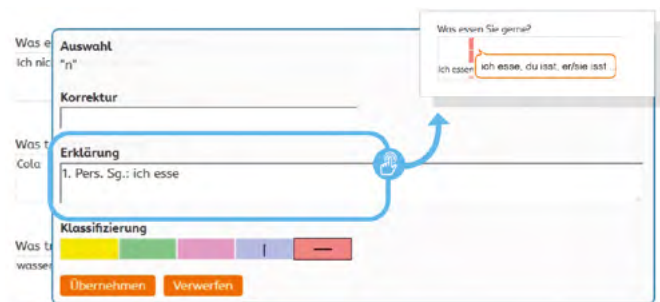 Was e
Ich nic
Was t
Cola
Was tr
wasser
Auswahl
"n"
Korrektur
Erklärung
1. Pers. Sg.: ich esse
Klassifizierung
Übernehmen Verwerfen
Was essen Sie gerne?
Ich essen
ich esse, du isst, er/sie isst ...